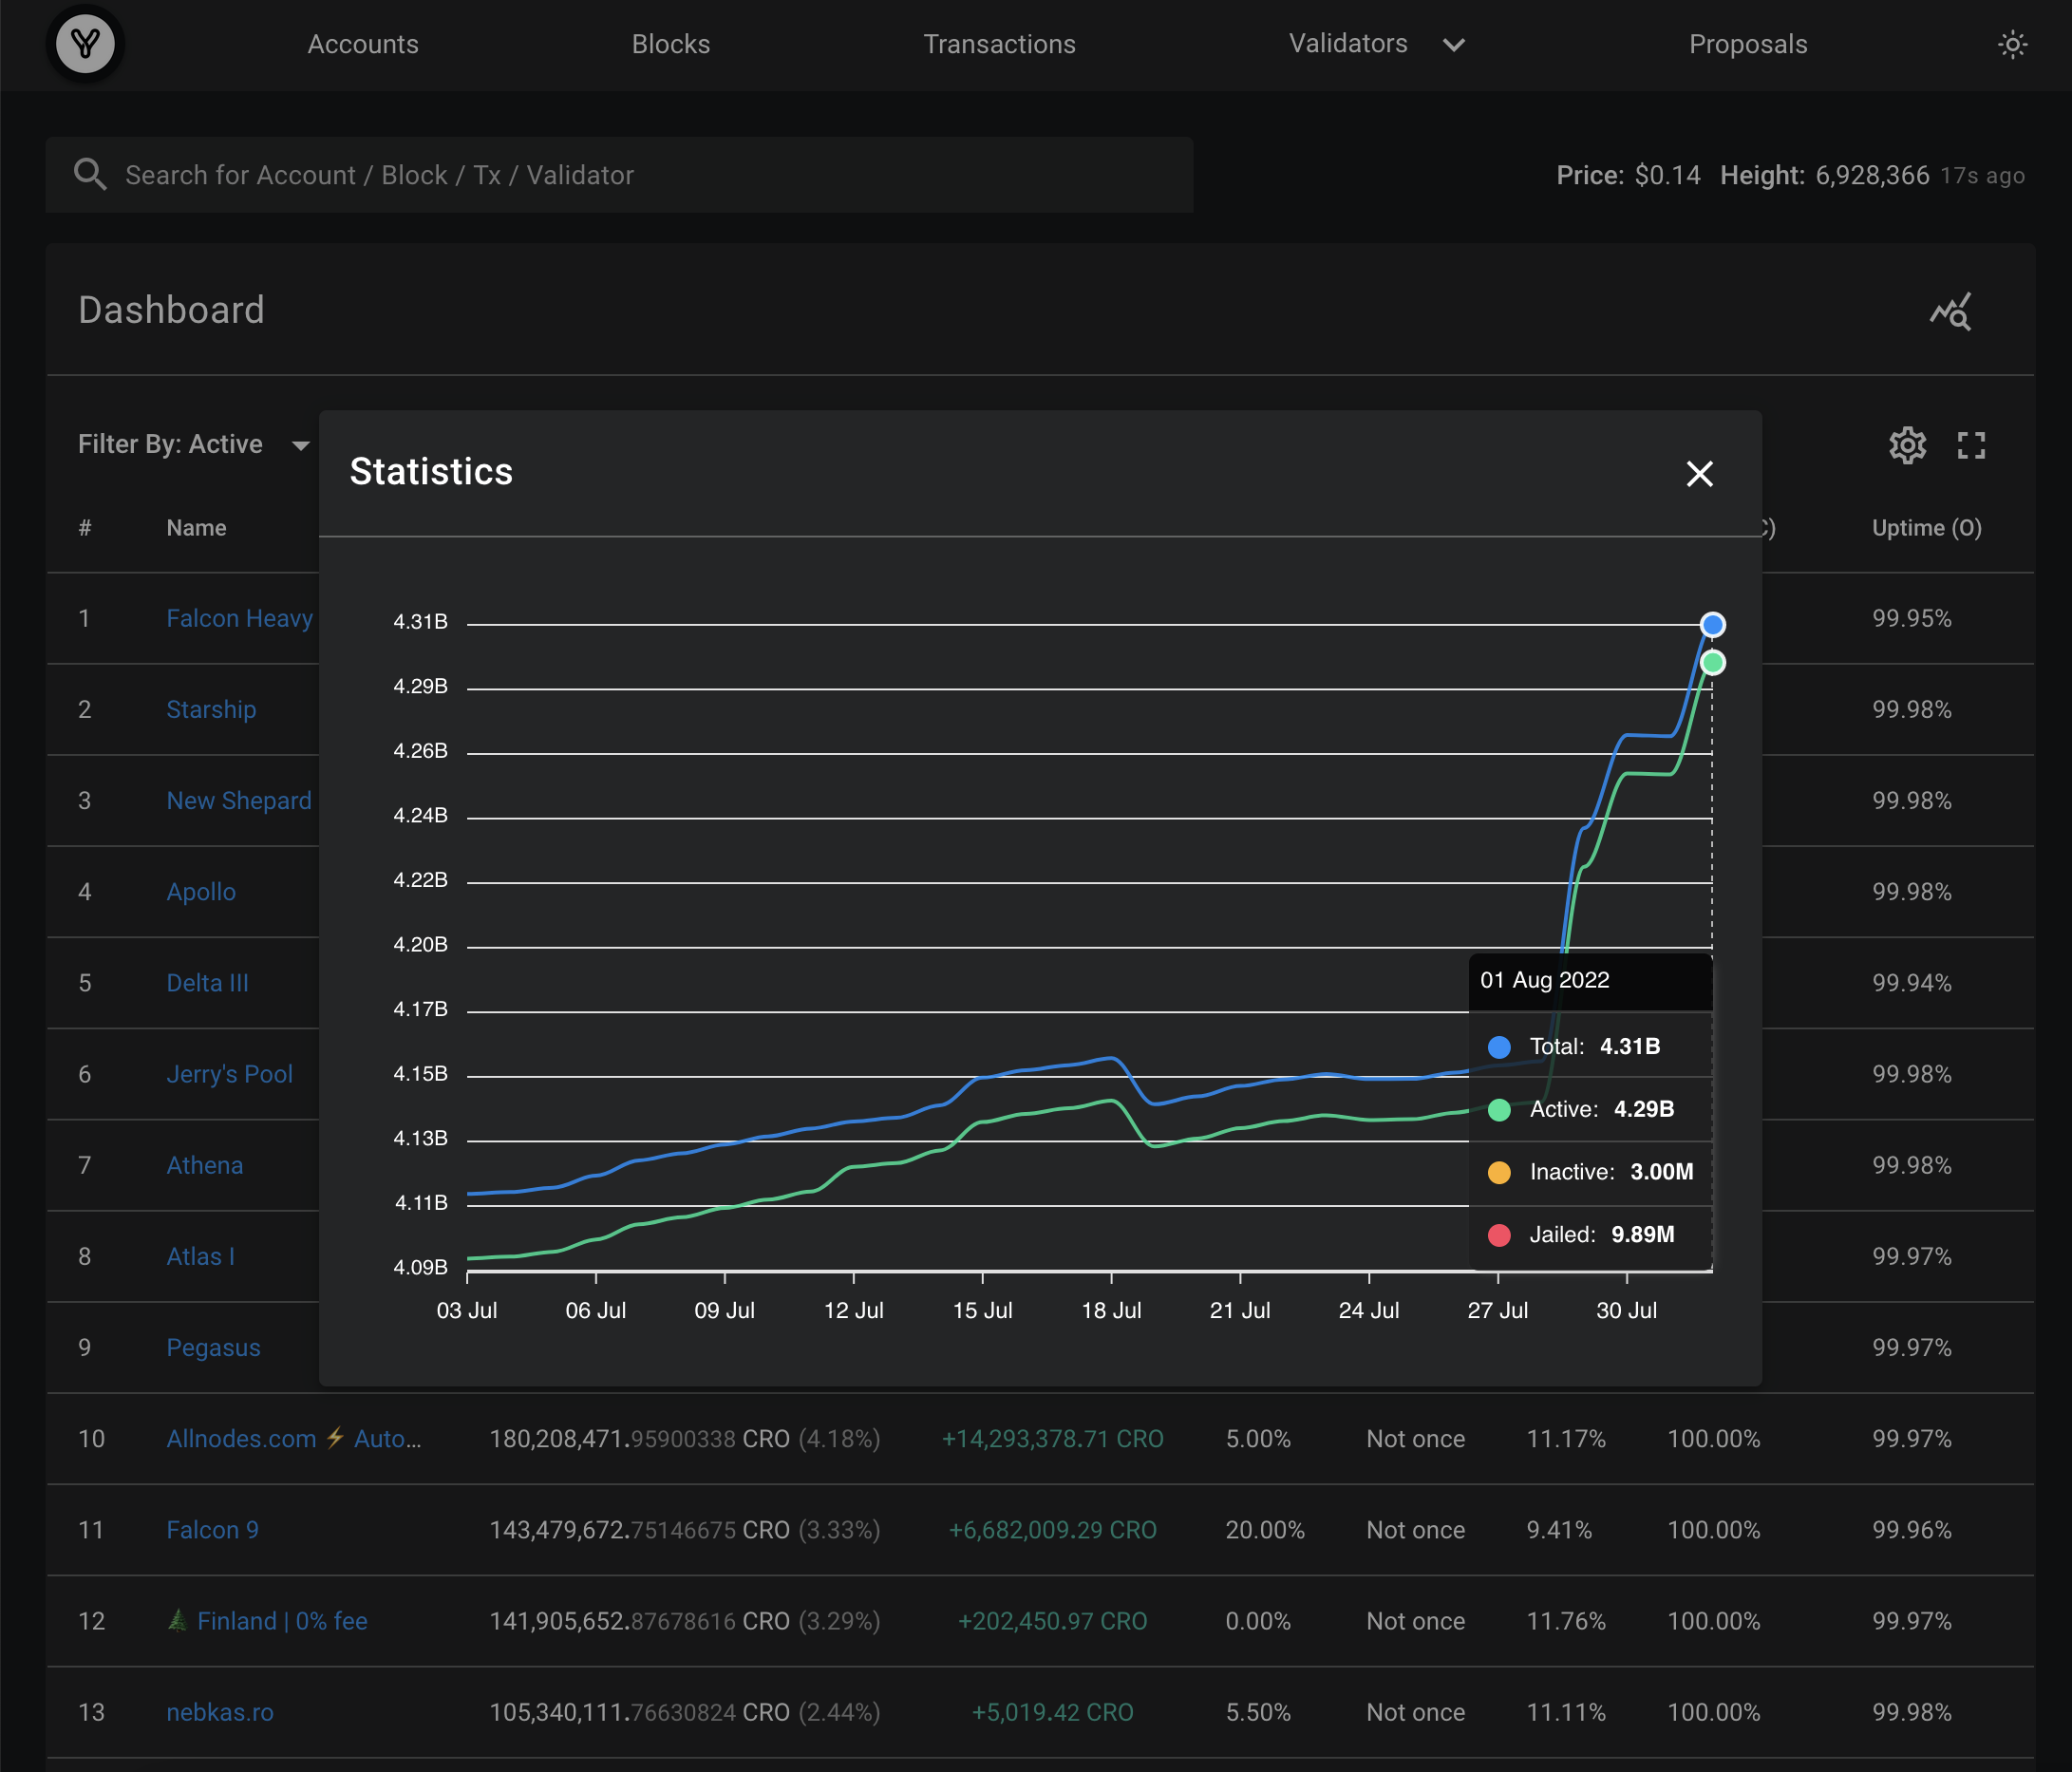 Accounts Blocks Transactions Validators Proposals
Search for Account / Block / Tx / Validator
Price: $0.14 Height: 6,928,366 17s ago
Dashboard
Filter By: Active
Statistics
# Name Uptime (O)
1 Falcon Heavy 99.95%
2 Starship 99.98%
3 New Shepard 99.98%
4 Apollo 99.98%
5 Delta III 99.94%
6 Jerry's Pool 99.98%
7 Athena 99.98%
8 Atlas I 99.97%
9 Pegasus 99.97%
4.31B
4.29B
4.26B
4.24B
4.22B
4.20B
4.17B
4.15B
4.13B
4.11B
4.09B
03 Jul 06 Jul 09 Jul 12 Jul 15 Jul 18 Jul 21 Jul 24 Jul 27 Jul 30 Jul
01 Aug 2022
Total: 4.31B
Active: 4.29B
Inactive: 3.00M
Jailed: 9.89M
10 Allnodes.com ⚡ Auto... 180,208,471.95900338 CRO (4.18%) +14,293,378.71 CRO 5.00% Not once 11.17% 100.00% 99.97%
11 Falcon 9 143,479,672.75146675 CRO (3.33%) +6,682,009.29 CRO 20.00% Not once 9.41% 100.00% 99.96%
12 🌲 Finland | 0% fee 141,905,652.87678616 CRO (3.29%) +202,450.97 CRO 0.00% Not once 11.76% 100.00% 99.97%
13 nebkas.ro 105,340,111.76630824 CRO (2.44%) +5,019.42 CRO 5.50% Not once 11.11% 100.00% 99.98%